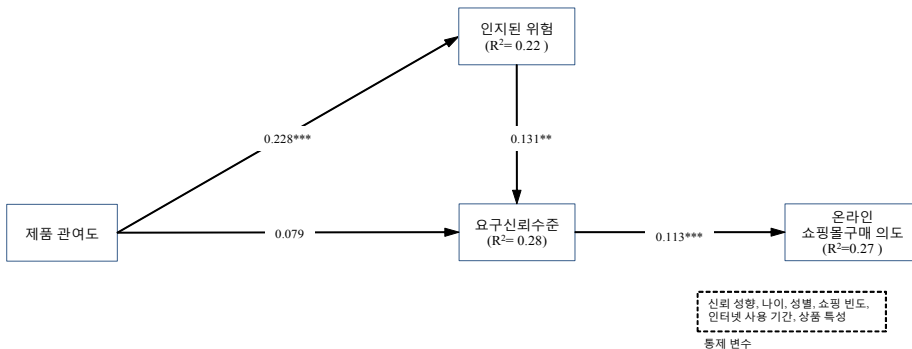 인지된 위험
(R²= 0.22 )
0.228***
0.131**
제품 관여도
0.079
요구신뢰수준
(R²= 0.28)
0.113***
온라인
쇼핑몰구매 의도
(R²=0.27 )
신뢰 성향, 나이, 성별, 쇼핑 빈도,
인터넷 사용 기간, 상품 특성
통제 변수